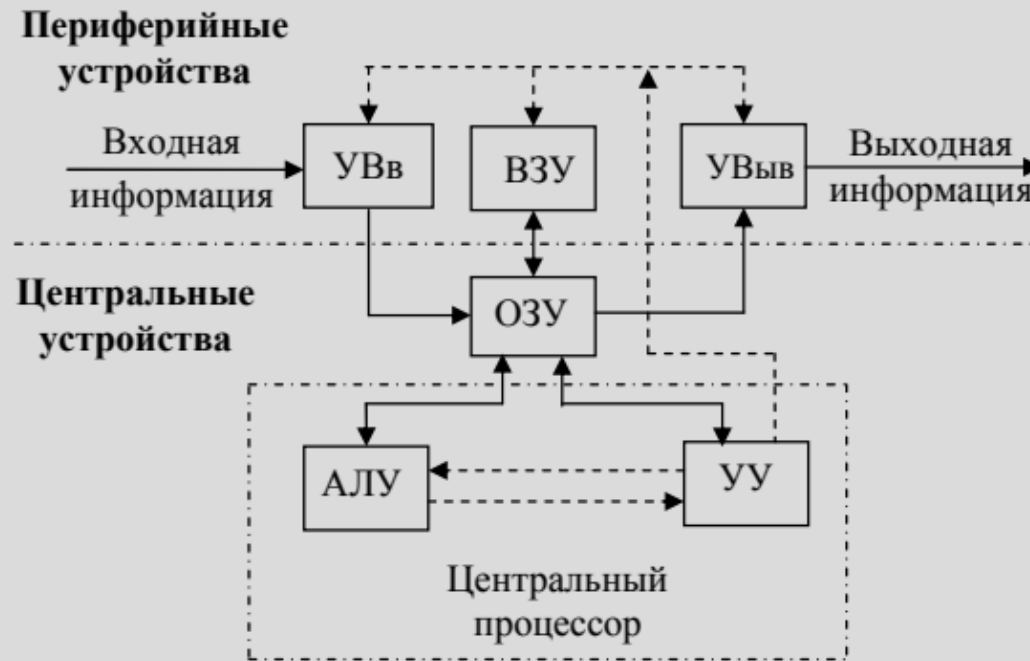 Периферийные
устройства
Входная
информация
УВв
ВЗУ
УВыв
Выходная
информация
Центральные
устройства
ОЗУ
АЛУ
УУ
Центральный
процессор